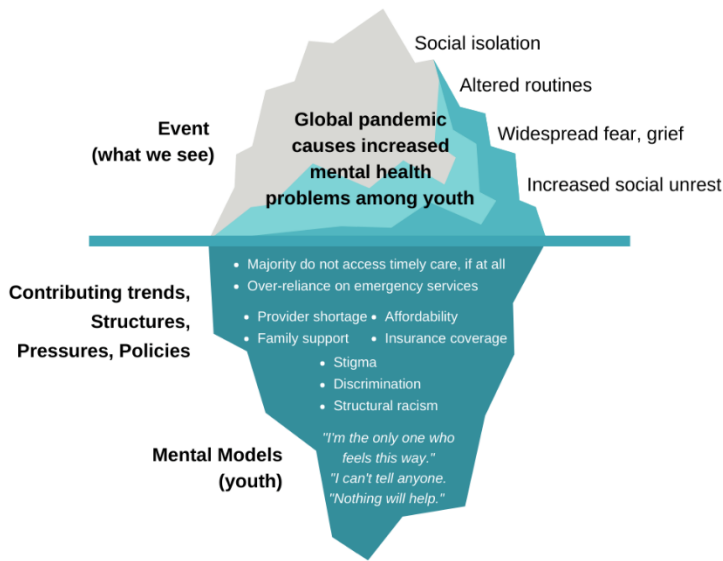 Social isolation
Altered routines
Widespread fear, grief
Increased social unrest
Event
(what we see)
Global pandemic
causes increased
mental health
problems among youth
Contributing trends,
Structures,
Pressures, Policies
• Majority do not access timely care, if at all
• Over-reliance on emergency services
• Provider shortage • Affordability
• Family support • Insurance coverage
• Stigma
• Discrimination
• Structural racism
Mental Models
(youth)
"I'm the only one who
feels this way."
"I can't tell anyone.
"Nothing will help."